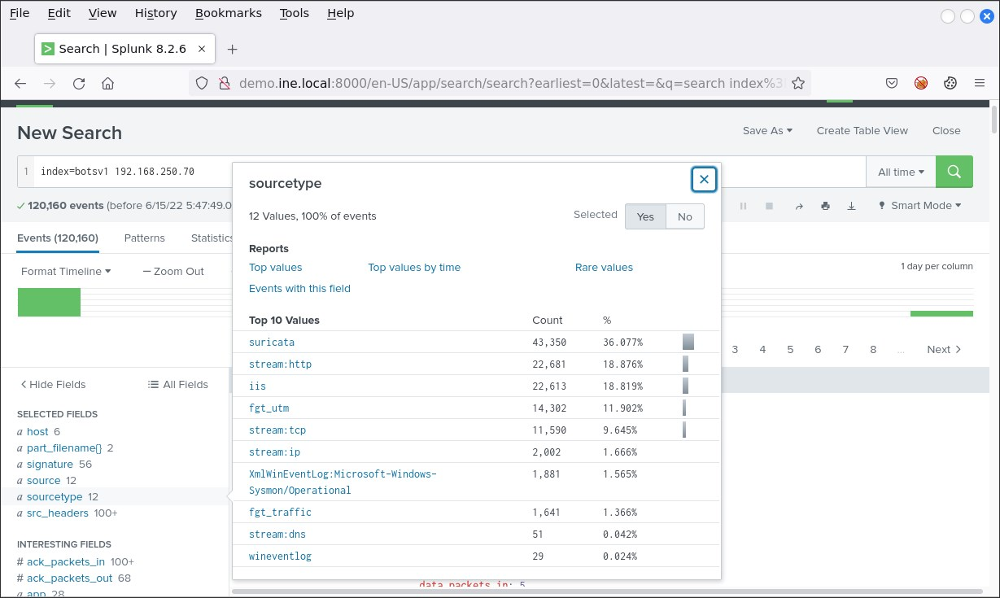 File Edit View History Bookmarks Tools Help
Search | Splunk 8.2.6
demo.ine.local:8000/en-US/app/search/search?earliest=0&latest=&q=search index%3
New Search
Save As Create Table View Close
1 index=botsv1 192.168.250.70
All time
120,160 events (before 6/15/22 5:47:49.0
Smart Mode
Events (120,160) Patterns Statistics
Format Timeline — Zoom Out
1 day per column
3 4 5 6 7 8 ... Next >
< Hide Fields All Fields
SELECTED FIELDS
a host 6
a part_filename{} 2
a signature 56
a source 12
a sourcetype 12
a src_headers 100+
INTERESTING FIELDS
# ack_packets_in 100+
# ack_packets_out 68
a app 28
sourcetype
12 Values, 100% of events
Selected Yes No
Reports
Top values Top values by time Rare values
Events with this field
Top 10 Values Count %
suricata 43,350 36.077%
stream:http 22,681 18.876%
iis 22,613 18.819%
fgt_utm 14,302 11.902%
stream:tcp 11,590 9.645%
stream:ip 2,002 1.666%
XmlWinEventLog:Microsoft-Windows- 1,881 1.565%
Sysmon/Operational
fgt_traffic 1,641 1.366%
stream:dns 51 0.042%
wineventlog 29 0.024%
data_packets_in: 5